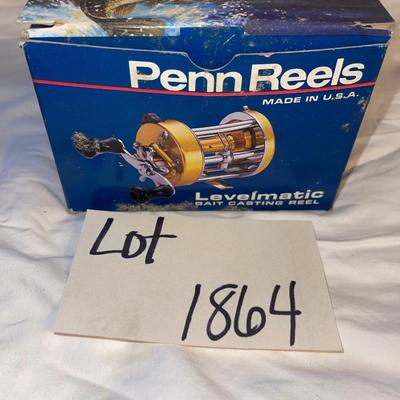 Penn Reels
MADE IN U.S.A.
Levelmatic
BAIT CASTING REEL
Lot
1864